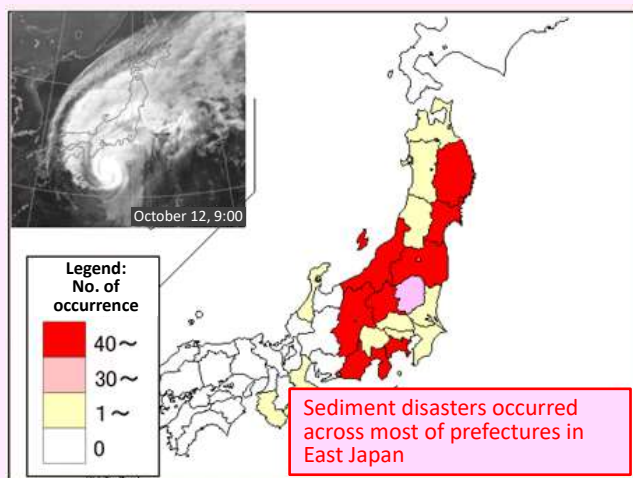 October 12, 9:00
Legend:
No. of
occurrence
40～
30～
1～
0
Sediment disasters occurred
across most of prefectures in
East Japan